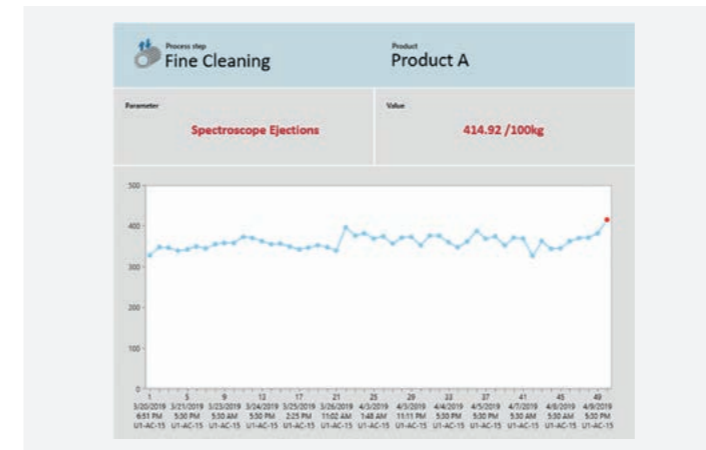 Process step
Fine Cleaning
Product
Product A
Parameter
Spectroscope Ejections
Value
414.92 /100kg
500
400
300
200
100
0
1 5 9 13 17 21 25 29 33 37 41 45 49
3/20/2019 3/21/2019 3/23/2019 3/24/2019 3/25/2019 3/26/2019 4/3/2019 4/3/2019 4/4/2019 4/5/2019 4/7/2019 4/8/2019 4/9/2019
6:51 PM 5:30 PM 5:30 AM 5:30 PM 2:25 PM 11:02 AM 1:48 AM 11:11 PM 5:30 PM 5:30 PM 5:30 AM 5:30 AM 5:30 PM
U1-AC-15 U1-AC-15 U1-AC-15 U1-AC-15 U1-AC-15 U1-AC-15 U1-AC-15 U1-AC-15 U1-AC-15 U1-AC-15 U1-AC-15 U1-AC-15 U1-AC-15